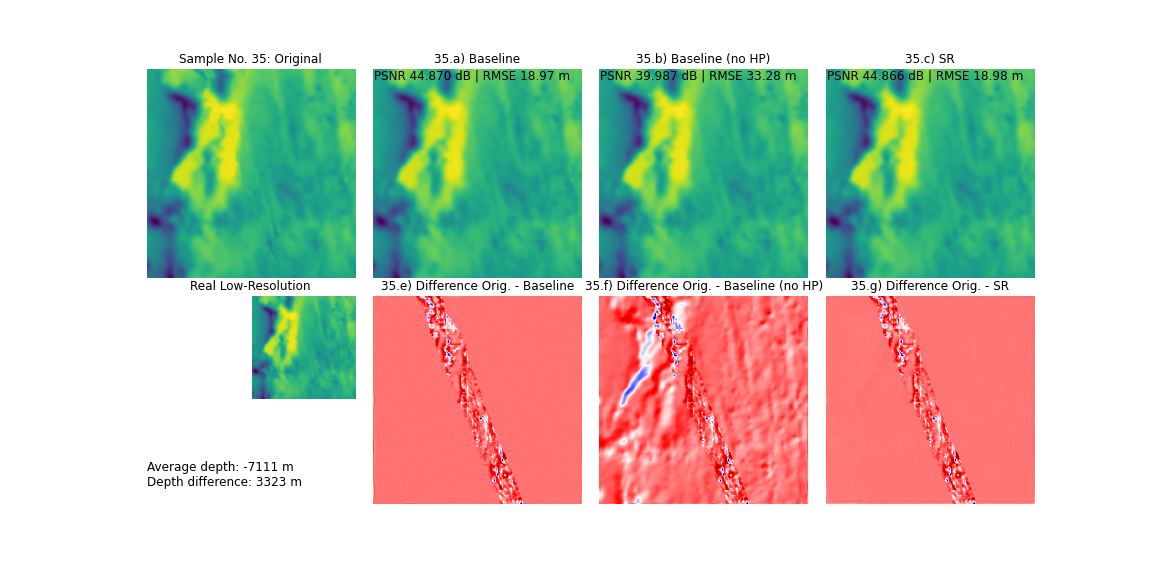 Sample No. 35: Original
35.a) Baseline
35.b) Baseline (no HP)
35.c) SR
PSNR 44.870 dB | RMSE 18.97 m
PSNR 39.987 dB | RMSE 33.28 m
PSNR 44.866 dB | RMSE 18.98 m
Real Low-Resolution
35.e) Difference Orig. - Baseline
35.f) Difference Orig. - Baseline (no HP)
35.g) Difference Orig. - SR
Average depth: -7111 m
Depth difference: 3323 m